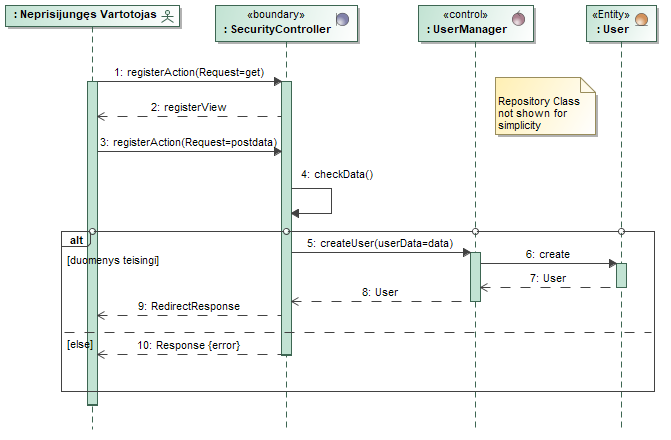 : Neprisijungęs Vartotojas
«boundary»
: SecurityController
«control»
: UserManager
«Entity»
: User
1: registerAction(Request=get)
Repository Class
not shown for
simplicity
2: registerView
3: registerAction(Request=postdata)
4: checkData()
alt
5: createUser(userData=data)
[duomenys teisingi]
6: create
7: User
8: User
9: RedirectResponse
[else]
10: Response {error}